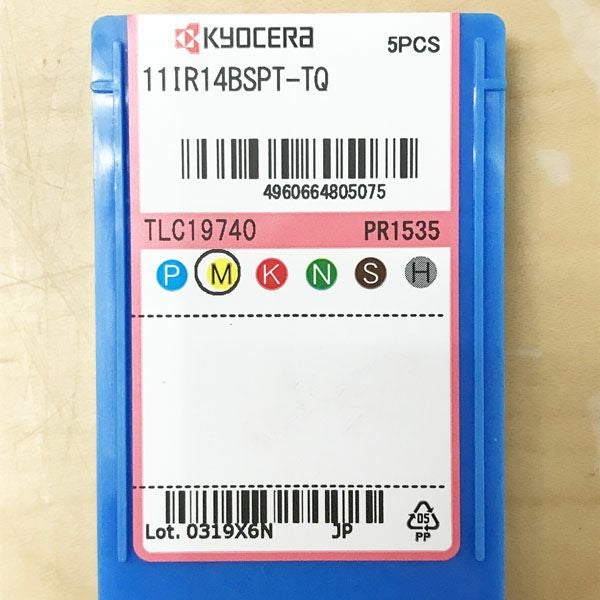 KYOCERA
5PCS
11IR14BSPT-TQ
4960664805075
TLC19740 PR1535
P M K N S H
Lot. 0319X6N JP
05
PP